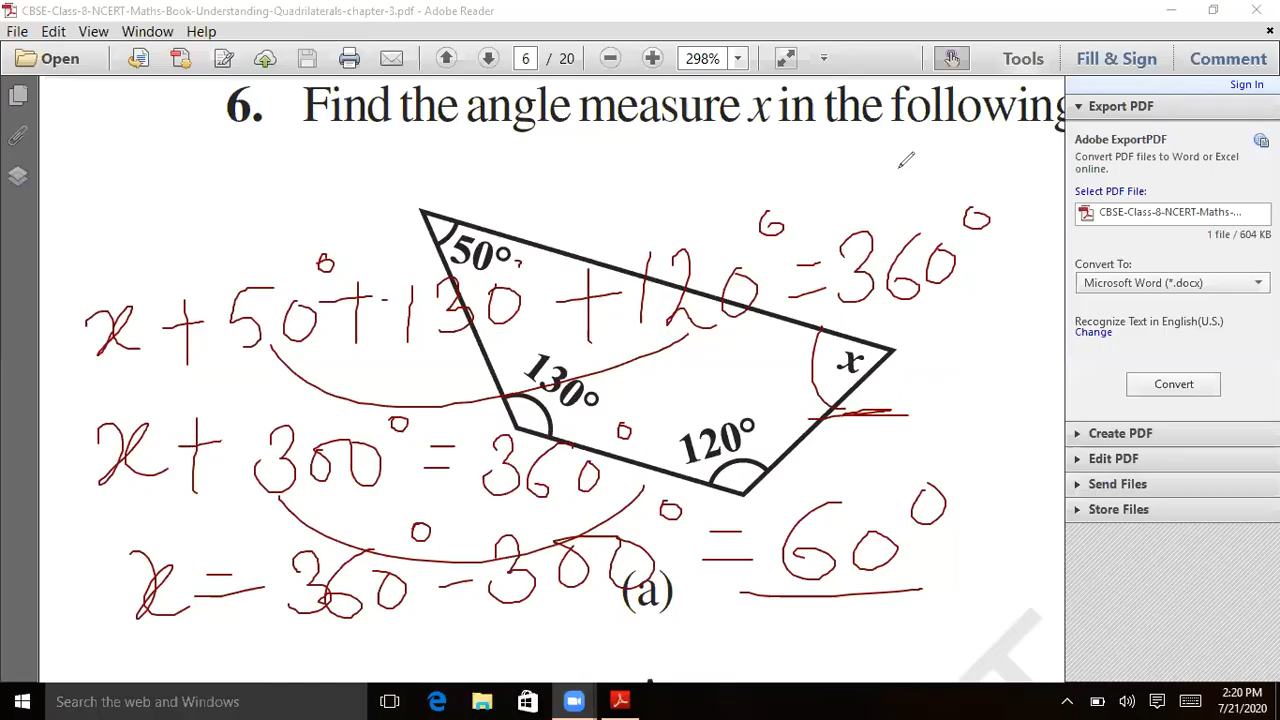 CBSE-Class-8-NCERT-Maths-Book-Understanding-Quadrilaterals-chapter-3.pdf - Adobe Reader
File Edit View Window Help
Open 6 / 20 298% Tools Fill & Sign Comment
Sign In
6. Find the angle measure x in the following
Export PDF
Adobe ExportPDF
Convert PDF files to Word or Excel
online.
Select PDF File:
CBSE-Class-8-NCERT-Maths-...
1 file / 604 KB
Convert To:
Microsoft Word (*.docx)
Recognize Text in English(U.S.)
Change
Convert
Create PDF
Edit PDF
Send Files
Store Files
50°
x + 50° + 130° + 120° = 360°
x
130°
120°
x + 300° = 360°
x = 360° - 300° = 60°
(a)
Search the web and Windows
2:20 PM
7/21/2020